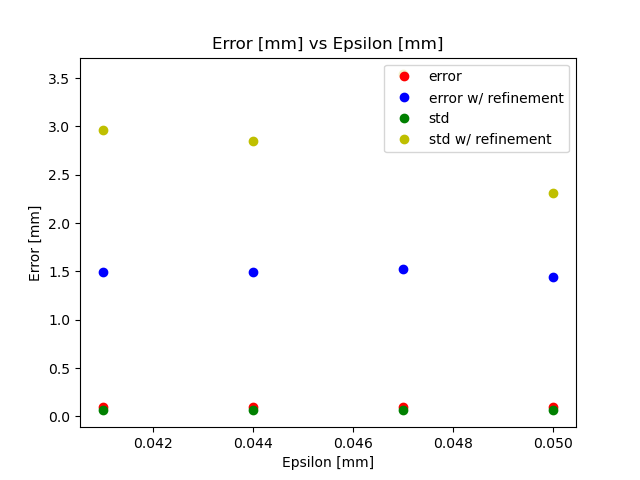 Error [mm] vs Epsilon [mm]
error
error w/ refinement
std
std w/ refinement
3.5
3.0
2.5
2.0
1.5
1.0
0.5
0.0
Error [mm]
0.042
0.044
0.046
0.048
0.050
Epsilon [mm]